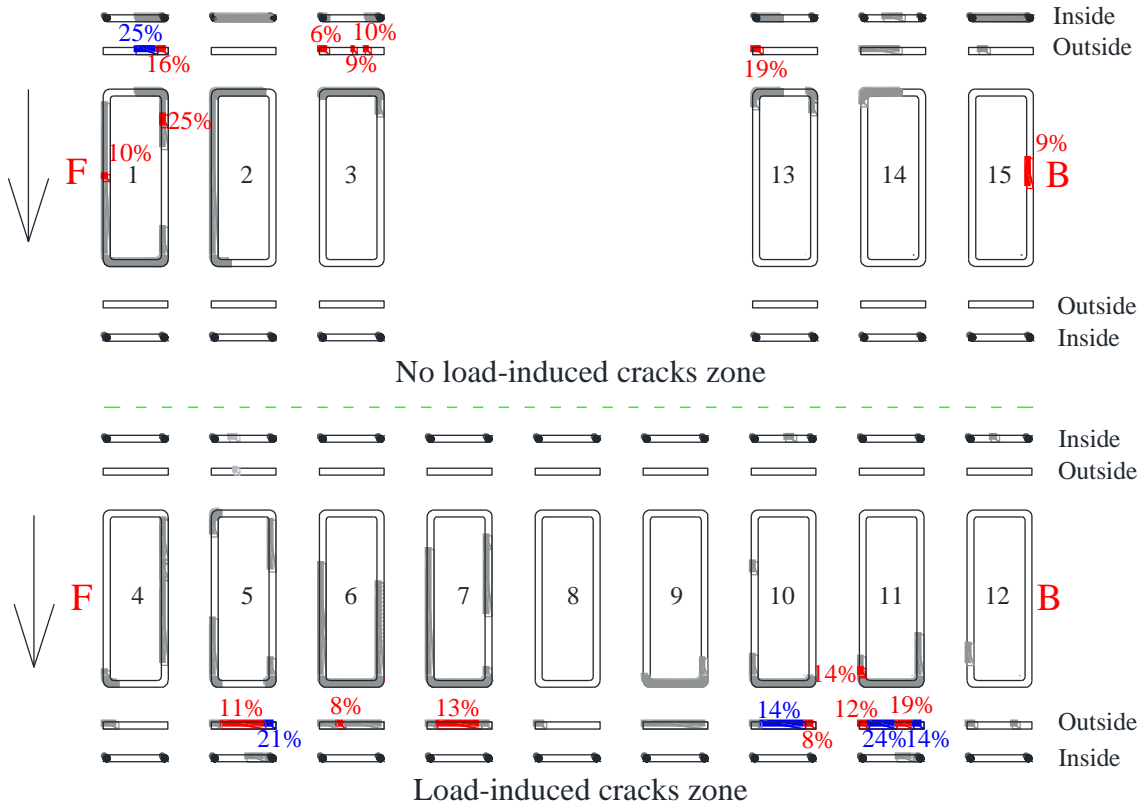 Inside
25%
6%
10%
Outside
16%
9%
19%
25%
10%
9%
F
1
2
3
13
14
15
B
Outside
Inside
No load-induced cracks zone
Inside
Outside
F
4
5
6
7
8
9
10
11
12
B
14%
11%
8%
13%
14%
12%
19%
Outside
21%
8%
24%
14%
Inside
Load-induced cracks zone